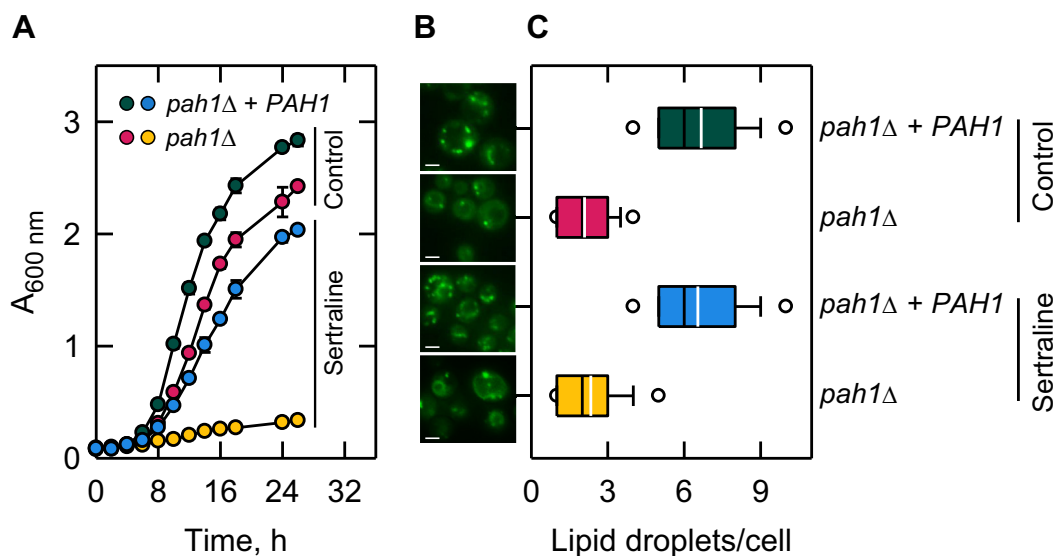 A
B
C
pah1Δ + PAH1
pah1Δ
Control
Sertraline
A600 nm
3
2
1
0
0
8
16
24
32
Time, h
pah1Δ + PAH1
pah1Δ
pah1Δ + PAH1
pah1Δ
Control
Sertraline
0
3
6
9
Lipid droplets/cell